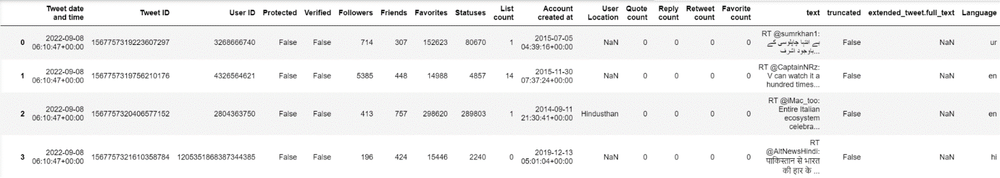 Tweet date and time Tweet ID User ID Protected Verified Followers Friends Favorites Statuses List count Account created at User Location Quote count Reply count Retweet count Favorite count text truncated extended_tweet.full_text Language
0 2022-09-08 06:10:47+00:00 1567757319223607297 3268666740 False False 714 307 152623 80670 1 2015-07-05 04:39:16+00:00 NaN 0 0 0 0 RT @sumrkhan1: بے انتہا چاپلوسی کے باوجود اشرف... False NaN ur
1 2022-09-08 06:10:47+00:00 1567757319756210176 4326564621 False False 5385 448 14988 4857 14 2015-11-30 07:37:24+00:00 NaN 0 0 0 0 RT @CaptainNRz: V can watch it a hundred times... False NaN en
2 2022-09-08 06:10:47+00:00 1567757320406577152 2804363750 False False 413 757 298620 289803 1 2014-09-11 21:30:41+00:00 Hindusthan 0 0 0 0 RT @iMac_too: Entire Italian ecosystem celebra... False NaN en
3 2022-09-08 06:10:47+00:00 1567757321610358784 1205351868387344385 False False 196 424 15446 2240 0 2019-12-13 05:01:04+00:00 NaN 0 0 0 0 RT @AltNewsHindi: पाकिस्तान से भारत की हार के ... False NaN hi